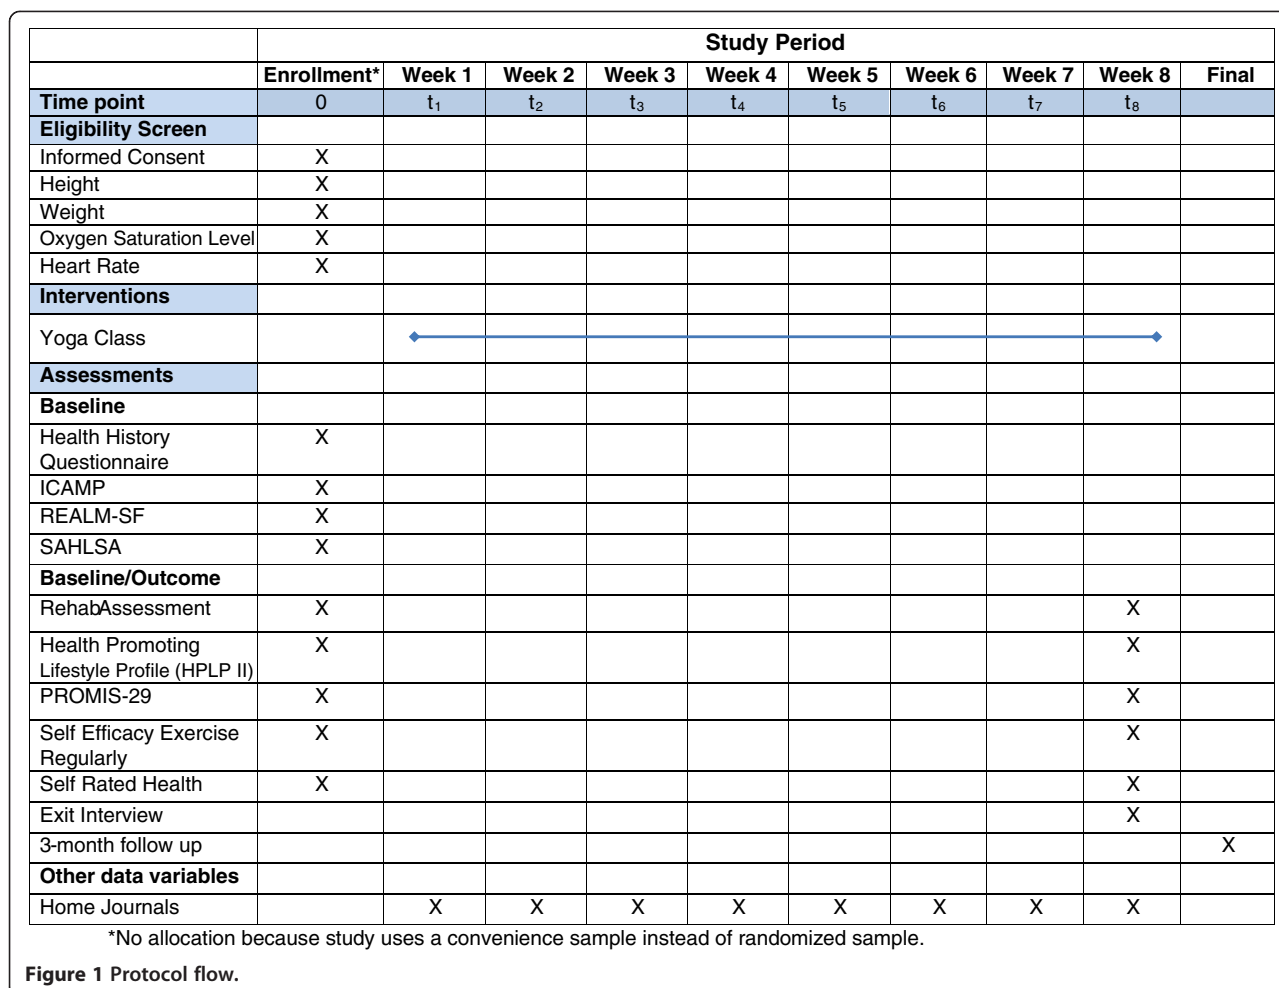 Study Period
Enrollment* Week 1 Week 2 Week 3 Week 4 Week 5 Week 6 Week 7 Week 8 Final
Time point 0 t₁ t₂ t₃ t₄ t₅ t₆ t₇ t₈
Eligibility Screen
Informed Consent X
Height X
Weight X
Oxygen Saturation Level X
Heart Rate X
Interventions
Yoga Class
Assessments
Baseline
Health History X
Questionnaire
ICAMP X
REALM-SF X
SAHLSA X
Baseline/Outcome
RehabAssessment X X
Health Promoting X X
Lifestyle Profile (HPLP II)
PROMIS-29 X X
Self Efficacy Exercise X X
Regularly
Self Rated Health X X
Exit Interview X
3-month follow up X
Other data variables
Home Journals X X X X X X X X
*No allocation because study uses a convenience sample instead of randomized sample.
Figure 1 Protocol flow.